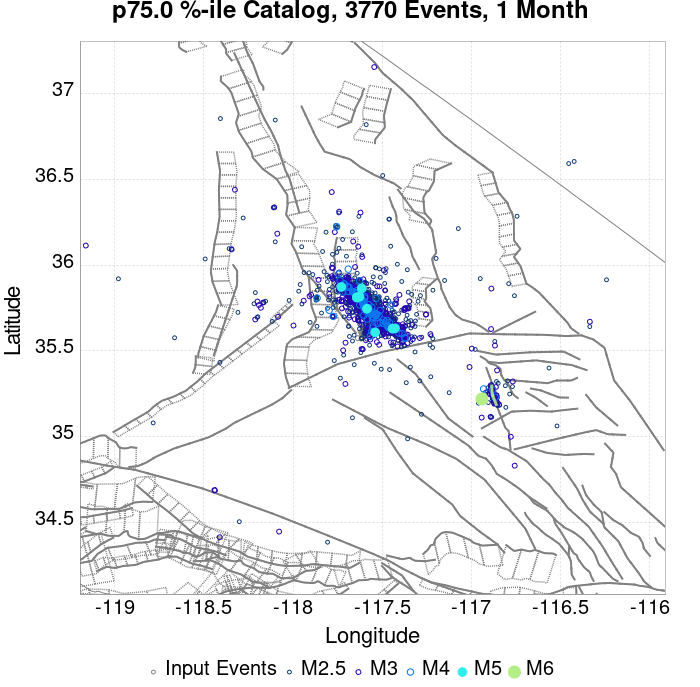 p75.0 %-ile Catalog, 3770 Events, 1 Month
37
36.5
36
35.5
35
34.5
Latitude
-119
-118.5
-118
-117.5
-117
-116.5
-116
Longitude
Input Events
M2.5
M3
M4
M5
M6